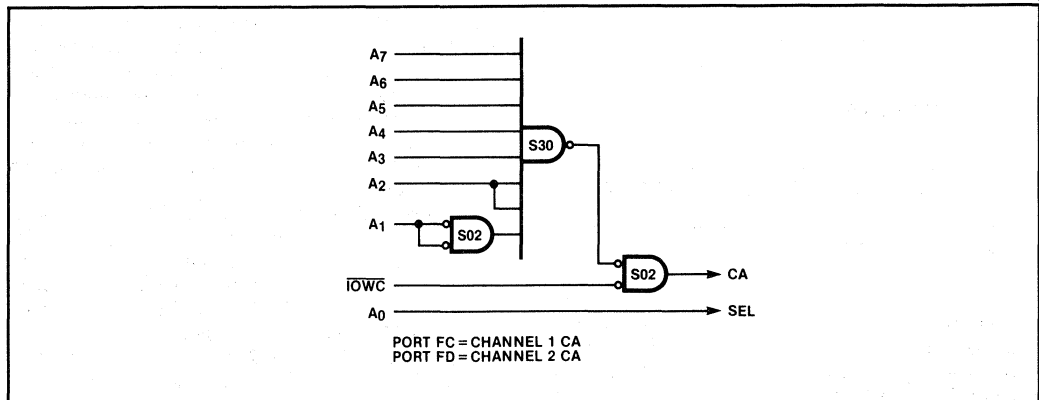 A7
A6
A5
A4
S30
A3
A2
A1
S02
S02
CA
IOWC
A0
SEL
PORT FC=CHANNEL 1 CA
PORT FD=CHANNEL 2 CA